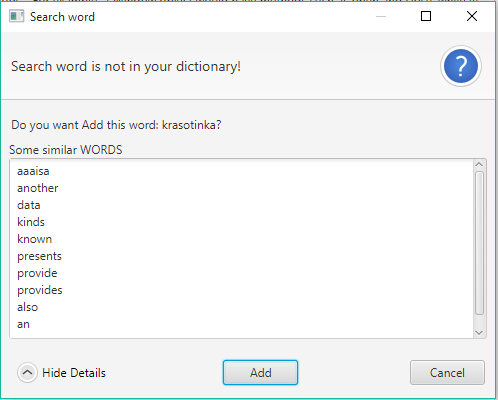 Search word
Search word is not in your dictionary!
?
Do you want Add this word: krasotinka?
Some similar WORDS
aaaisa
another
data
kinds
known
presents
provide
provides
also
an
Hide Details
Add
Cancel